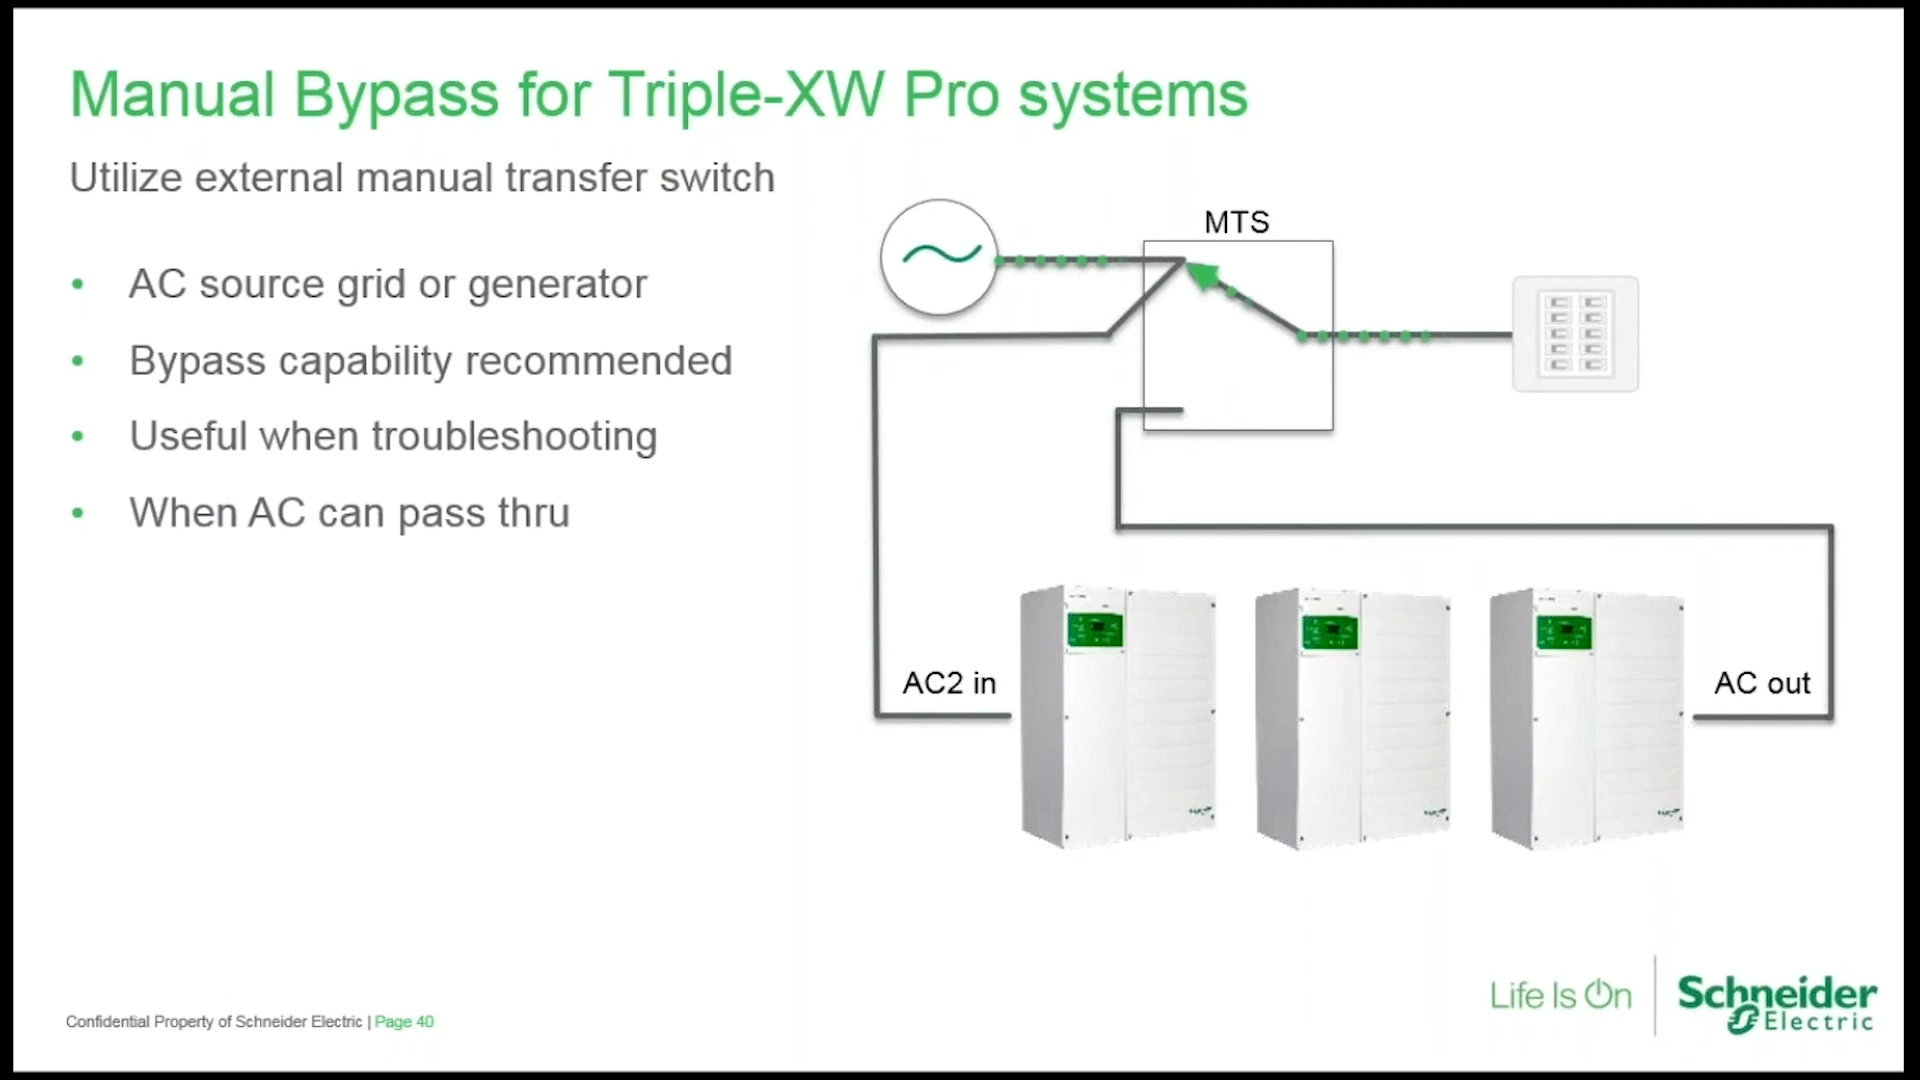 Manual Bypass for Triple-XW Pro systems
Utilize external manual transfer switch
• AC source grid or generator
• Bypass capability recommended
• Useful when troubleshooting
• When AC can pass thru
MTS
AC2 in
AC out
Confidential Property of Schneider Electric | Page 40
Life Is On
Schneider
Electric